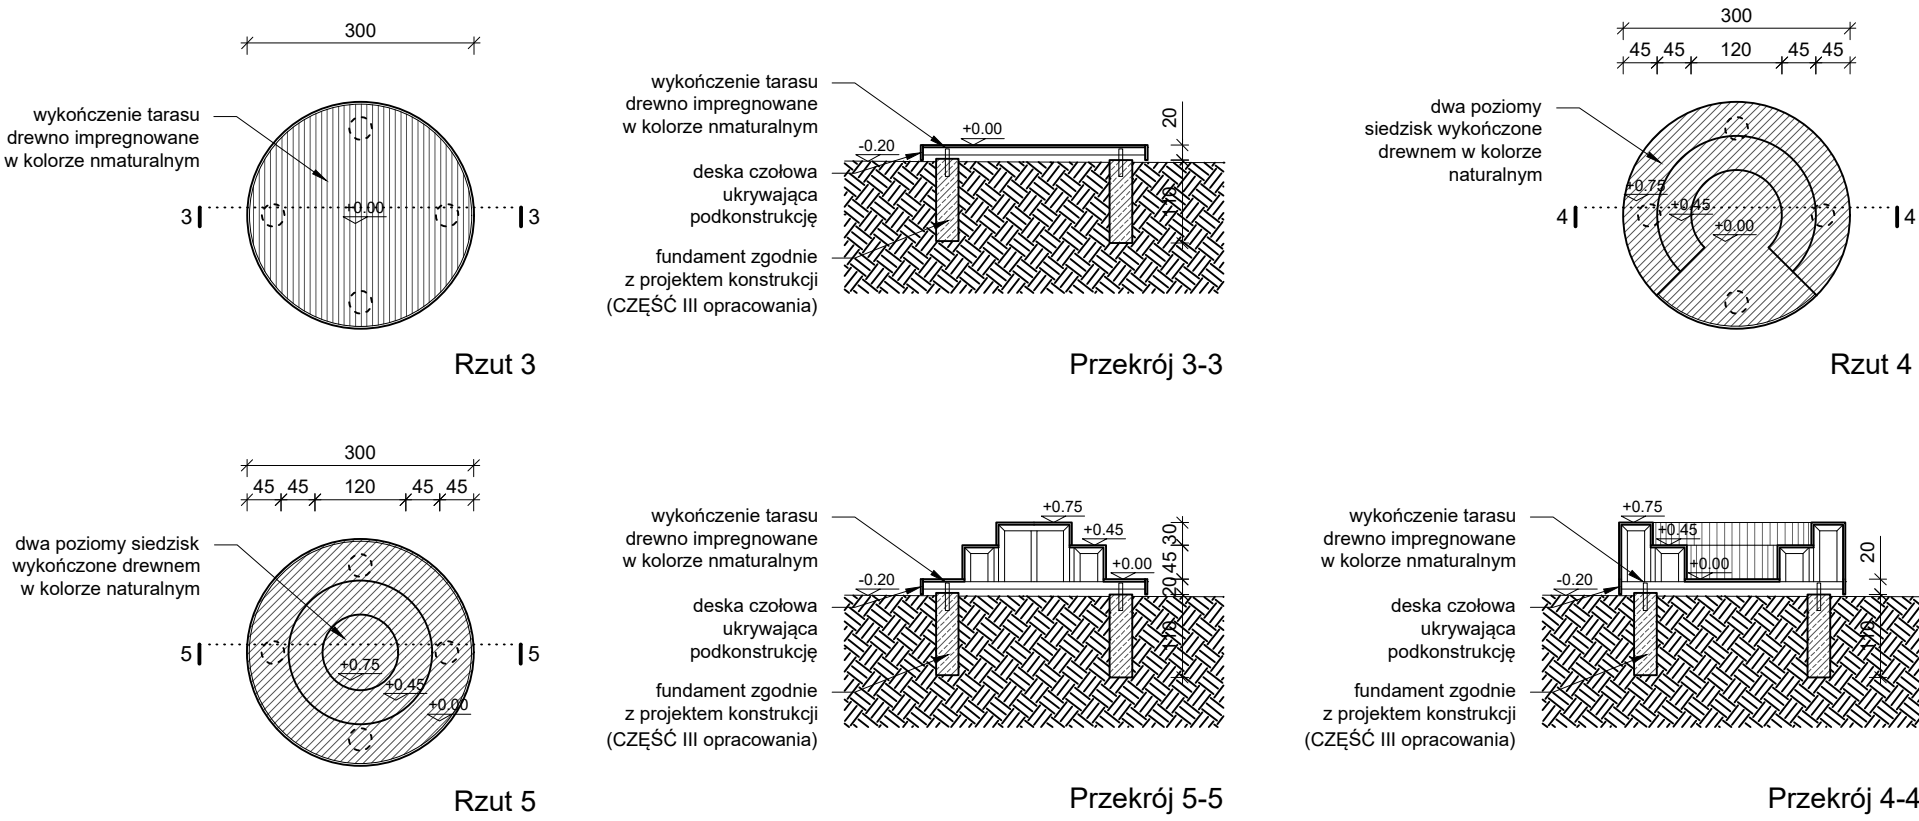 300
wykończenie tarasu
drewno impregnowane
w kolorze nmaturalnym
+0.00
3
3
Rzut 3
wykończenie tarasu
drewno impregnowane
w kolorze nmaturalnym
+0.00
-0.20
20
110
deska czołowa
ukrywająca
podkonstrukcję
fundament zgodnie
z projektem konstrukcji
(CZĘŚĆ III opracowania)
Przekrój 3-3
300
45 45 120 45 45
dwa poziomy
siedzisk wykończone
drewnem w kolorze
naturalnym
+0.75
+0.45
+0.00
4
4
Rzut 4
300
45 45 120 45 45
dwa poziomy siedzisk
wykończone drewnem
w kolorze naturalnym
+0.75
+0.45
+0.00
5
5
Rzut 5
wykończenie tarasu
drewno impregnowane
w kolorze nmaturalnym
+0.75
+0.45
+0.00
-0.20
30
45
20
110
deska czołowa
ukrywająca
podkonstrukcję
fundament zgodnie
z projektem konstrukcji
(CZĘŚĆ III opracowania)
Przekrój 5-5
wykończenie tarasu
drewno impregnowane
w kolorze nmaturalnym
+0.75
+0.45
+0.00
-0.20
20
110
deska czołowa
ukrywająca
podkonstrukcję
fundament zgodnie
z projektem konstrukcji
(CZĘŚĆ III opracowania)
Przekrój 4-4